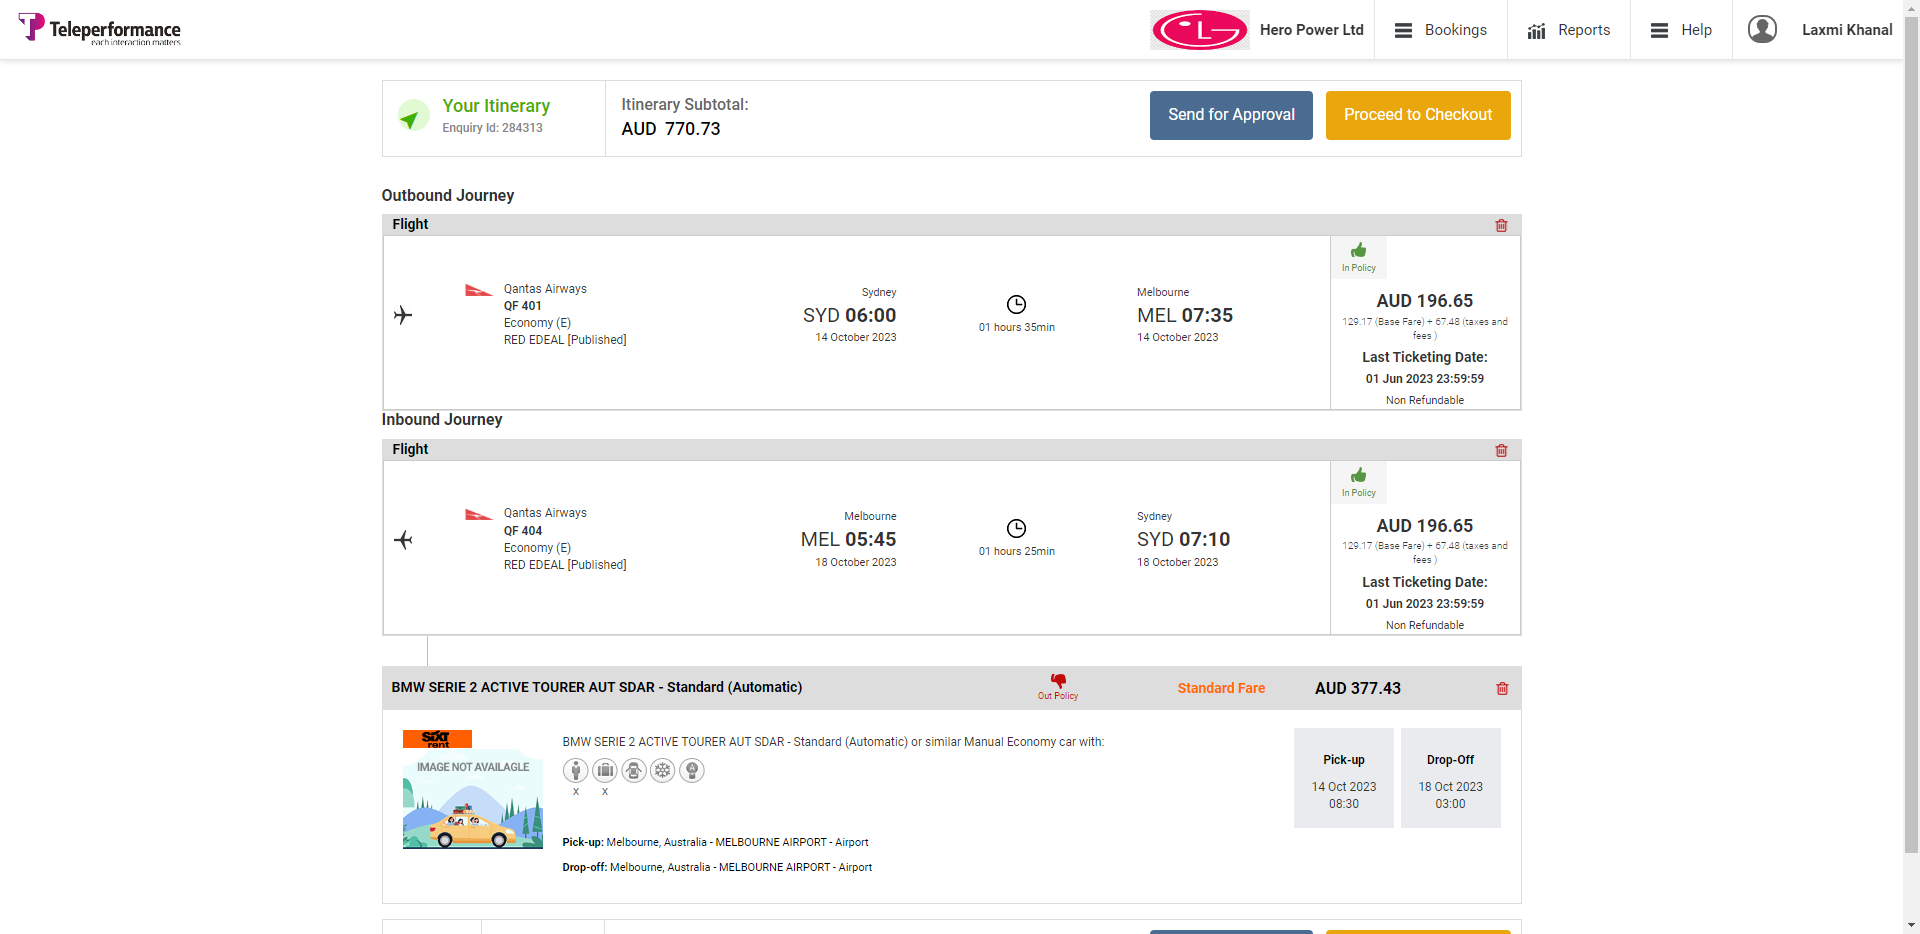 Teleperformance
each interaction matters
Hero Power Ltd
Bookings
Reports
Help
Laxmi Khanal
Your Itinerary
Enquiry Id: 284313
Itinerary Subtotal:
AUD 770.73
Send for Approval
Proceed to Checkout
Outbound Journey
Flight
Qantas Airways
QF 401
Economy (E)
RED EDEAL [Published]
Sydney
SYD 06:00
14 October 2023
01 hours 35min
Melbourne
MEL 07:35
14 October 2023
In Policy
AUD 196.65
129.17 (Base Fare) + 67.48 (taxes and
fees )
Last Ticketing Date:
01 Jun 2023 23:59:59
Non Refundable
Inbound Journey
Flight
Qantas Airways
QF 404
Economy (E)
RED EDEAL [Published]
Melbourne
MEL 05:45
18 October 2023
01 hours 25min
Sydney
SYD 07:10
18 October 2023
In Policy
AUD 196.65
129.17 (Base Fare) + 67.48 (taxes and
fees )
Last Ticketing Date:
01 Jun 2023 23:59:59
Non Refundable
BMW SERIE 2 ACTIVE TOURER AUT SDAR - Standard (Automatic)
Out Policy
Standard Fare
AUD 377.43
SIXT
rent
IMAGE NOT AVAILAGLE
BMW SERIE 2 ACTIVE TOURER AUT SDAR - Standard (Automatic) or similar Manual Economy car with:
A
x x
Pick-up: Melbourne, Australia - MELBOURNE AIRPORT - Airport
Drop-off: Melbourne, Australia - MELBOURNE AIRPORT - Airport
Pick-up
14 Oct 2023
08:30
Drop-Off
18 Oct 2023
03:00